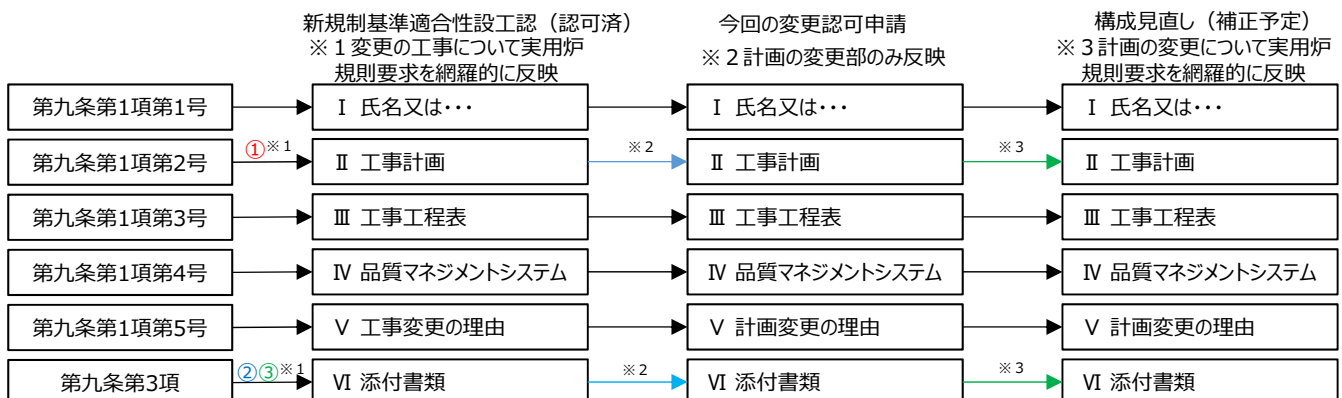 新規制基準適合性設工認（認可済）
※１変更の工事について実用炉
規則要求を網羅的に反映
今回の変更認可申請
※２計画の変更部のみ反映
構成見直し（補正予定）
※３計画の変更について実用炉
規則要求を網羅的に反映
第九条第1項第1号
Ⅰ 氏名又は・・・
Ⅰ 氏名又は・・・
Ⅰ 氏名又は・・・
第九条第1項第2号
①※１
Ⅱ 工事計画
※２
Ⅱ 工事計画
※３
Ⅱ 工事計画
第九条第1項第3号
Ⅲ 工事工程表
Ⅲ 工事工程表
Ⅲ 工事工程表
第九条第1項第4号
Ⅳ 品質マネジメントシステム
Ⅳ 品質マネジメントシステム
Ⅳ 品質マネジメントシステム
第九条第1項第5号
Ⅴ 工事変更の理由
Ⅴ 計画変更の理由
Ⅴ 計画変更の理由
第九条第3項
②③※１
Ⅵ 添付書類
※２
Ⅵ 添付書類
※３
Ⅵ 添付書類